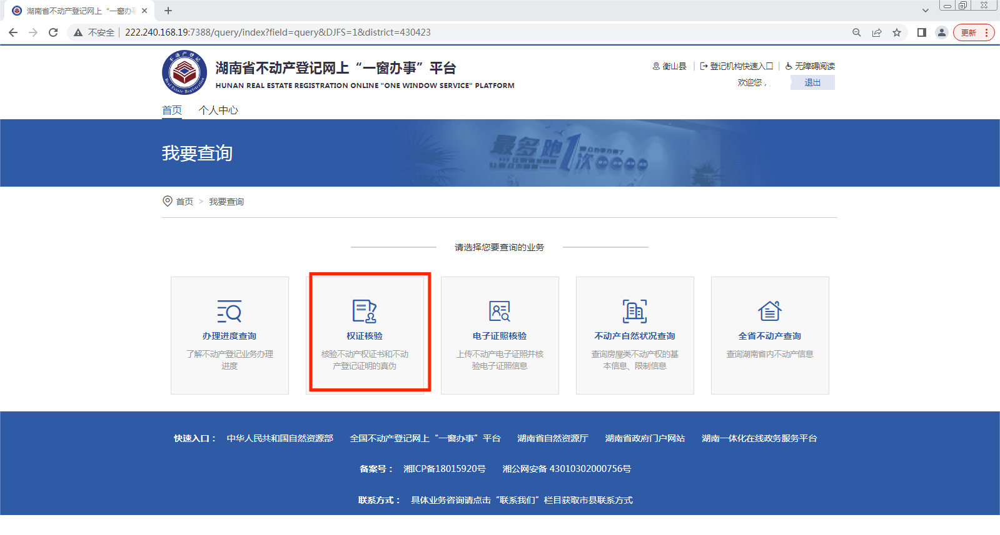 湖南省不动产登记网上“一窗办事
不安全 222.240.168.19:7388/query/index?field=query&DJFS=1&district=430423
更新
不动产登记
Real Estate Registration
湖南省不动产登记网上“一窗办事”平台
HUNAN REAL ESTATE REGISTRATION ONLINE "ONE WINDOW SERVICE" PLATFORM
衡山县 登记机构快速入口 无障碍阅读
欢迎您， 退出
首页 个人中心
我要查询
最多跑1次
首页 > 我要查询
请选择您要查询的业务
办理进度查询
了解不动产登记业务办理
进度
权证核验
核验不动产权证书和不动
产登记证明的真伪
电子证照核验
上传不动产电子证照并核
验电子证照信息
不动产自然状况查询
查询房屋类不动产权的基
本信息、限制信息
全省不动产查询
查询湖南省内不动产信息
快速入口： 中华人民共和国自然资源部 全国不动产登记网上“一窗办事”平台 湖南省自然资源厅 湖南省政府门户网站 湖南一体化在线政务服务平台
备案号： 湘ICP备18015920号 湘公网安备 43010302000756号
联系方式： 具体业务咨询请点击“联系我们”栏目获取市县联系方式